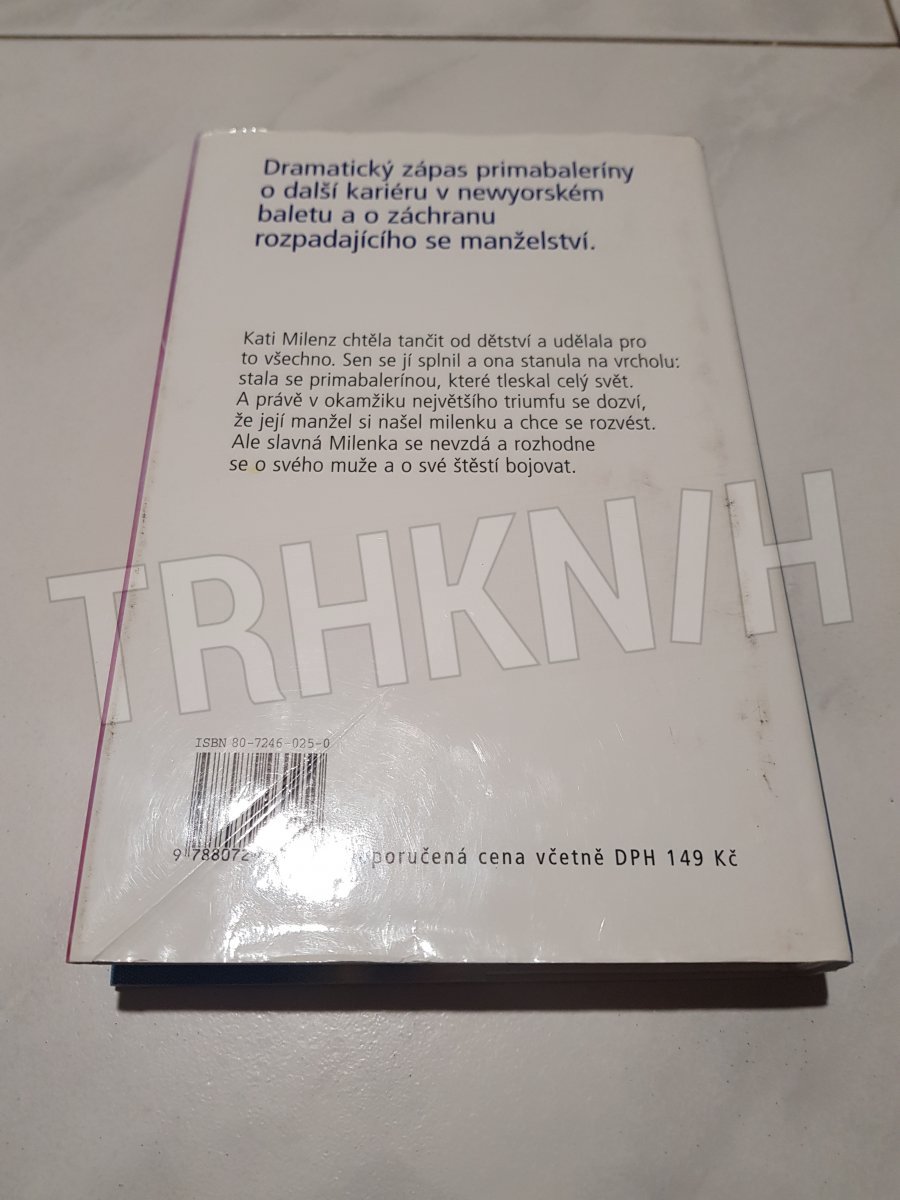 Dramatický zápas primabaleríny
o další kariéru v newyorském
baletu a o záchranu
rozpadajícího se manželství.
Kati Milenz chtěla tančit od dětství a udělala pro
to všechno. Sen se jí splnil a ona stanula na vrcholu:
stala se primabalerínou, které tleskal celý svět.
A právě v okamžiku největšího triumfu se dozví,
že její manžel si našel milenku a chce se rozvést.
Ale slavná Milenka se nevzdá a rozhodne
se o svého muže a o své štěstí bojovat.
TRHKNIH
ISBN 80-7246-025-0
9 788072
cena včetně DPH 149 Kč